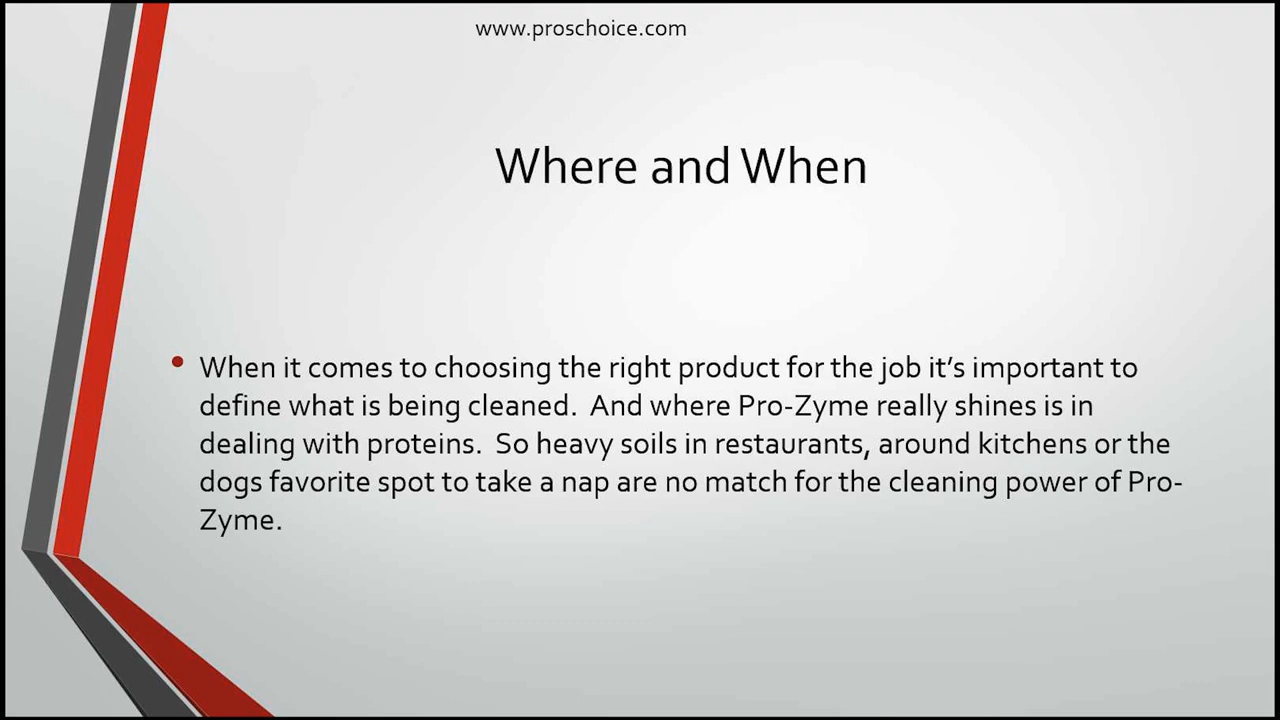 www.proschoice.com
Where and When
• When it comes to choosing the right product for the job it’s important to
define what is being cleaned.  And where Pro-Zyme really shines is in
dealing with proteins.  So heavy soils in restaurants, around kitchens or the
dogs favorite spot to take a nap are no match for the cleaning power of Pro-
Zyme.